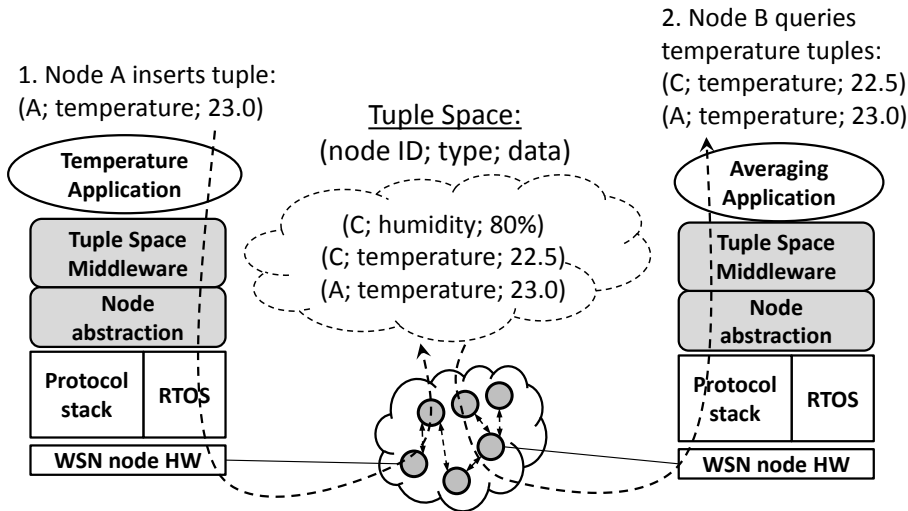 1. Node A inserts tuple:
(A; temperature; 23.0)
Temperature
Application
Tuple Space
Middleware
Node
abstraction
Protocol
stack
RTOS
WSN node HW
Tuple Space:
(node ID; type; data)
(C; humidity; 80%)
(C; temperature; 22.5)
(A; temperature; 23.0)
2. Node B queries
temperature tuples:
(C; temperature; 22.5)
(A; temperature; 23.0)
Averaging
Application
Tuple Space
Middleware
Node
abstraction
Protocol
stack
RTOS
WSN node HW